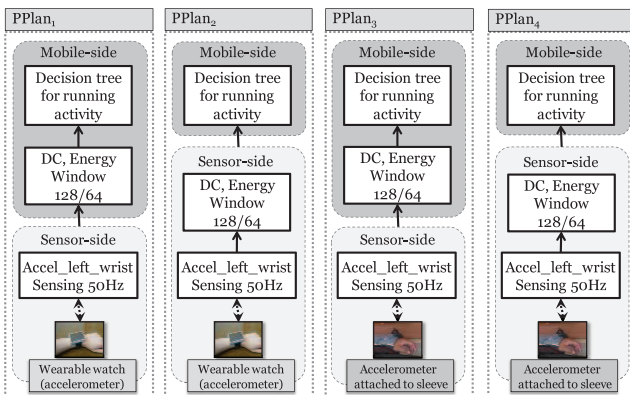 PPlan1
Mobile-side
Decision tree
for running
activity
DC, Energy
Window
128/64
Sensor-side
Accel_left_wrist
Sensing 50Hz
Wearable watch
(accelerometer)
PPlan2
Mobile-side
Decision tree
for running
activity
Sensor-side
DC, Energy
Window
128/64
Accel_left_wrist
Sensing 50Hz
Wearable watch
(accelerometer)
PPlan3
Mobile-side
Decision tree
for running
activity
DC, Energy
Window
128/64
Sensor-side
Accel_left_wrist
Sensing 50Hz
Accelerometer
attached to sleeve
PPlan4
Mobile-side
Decision tree
for running
activity
Sensor-side
DC, Energy
Window
128/64
Accel_left_wrist
Sensing 50Hz
Accelerometer
attached to sleeve